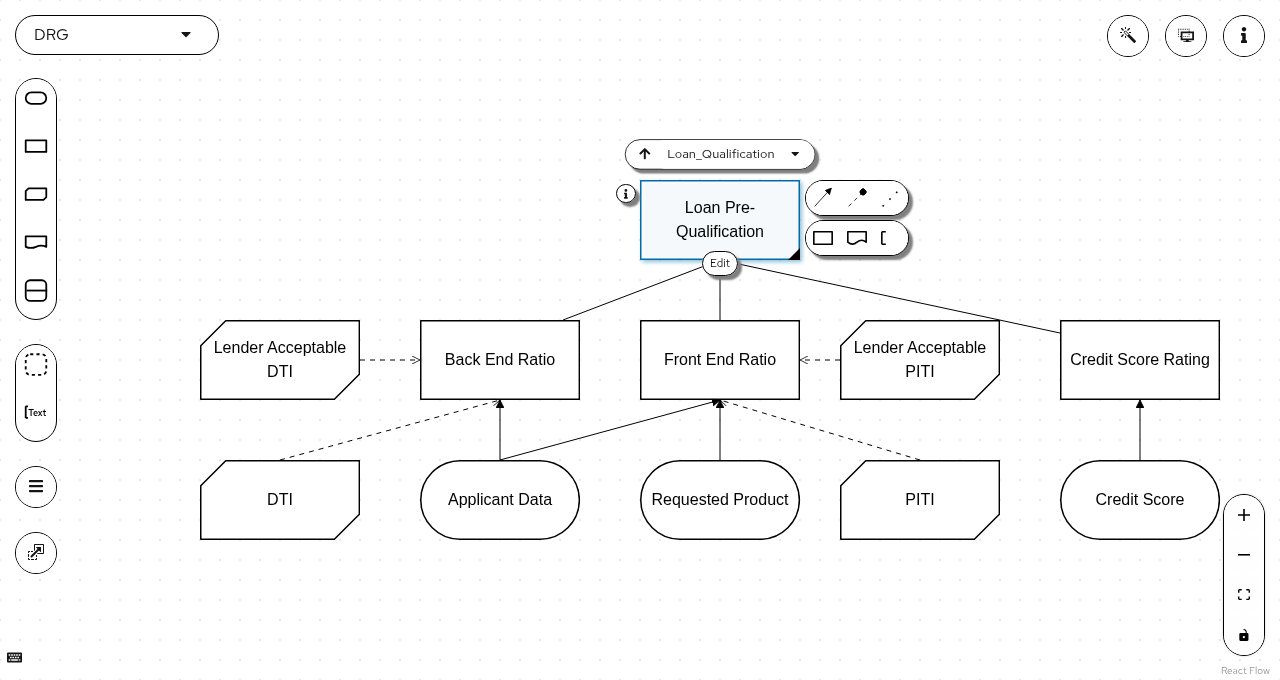 DRG
Loan_Qualification
Loan Pre-
Qualification
Edit
Lender Acceptable
DTI
Back End Ratio
Front End Ratio
Lender Acceptable
PITI
Credit Score Rating
Text
DTI
Applicant Data
Requested Product
PITI
Credit Score
React Flow